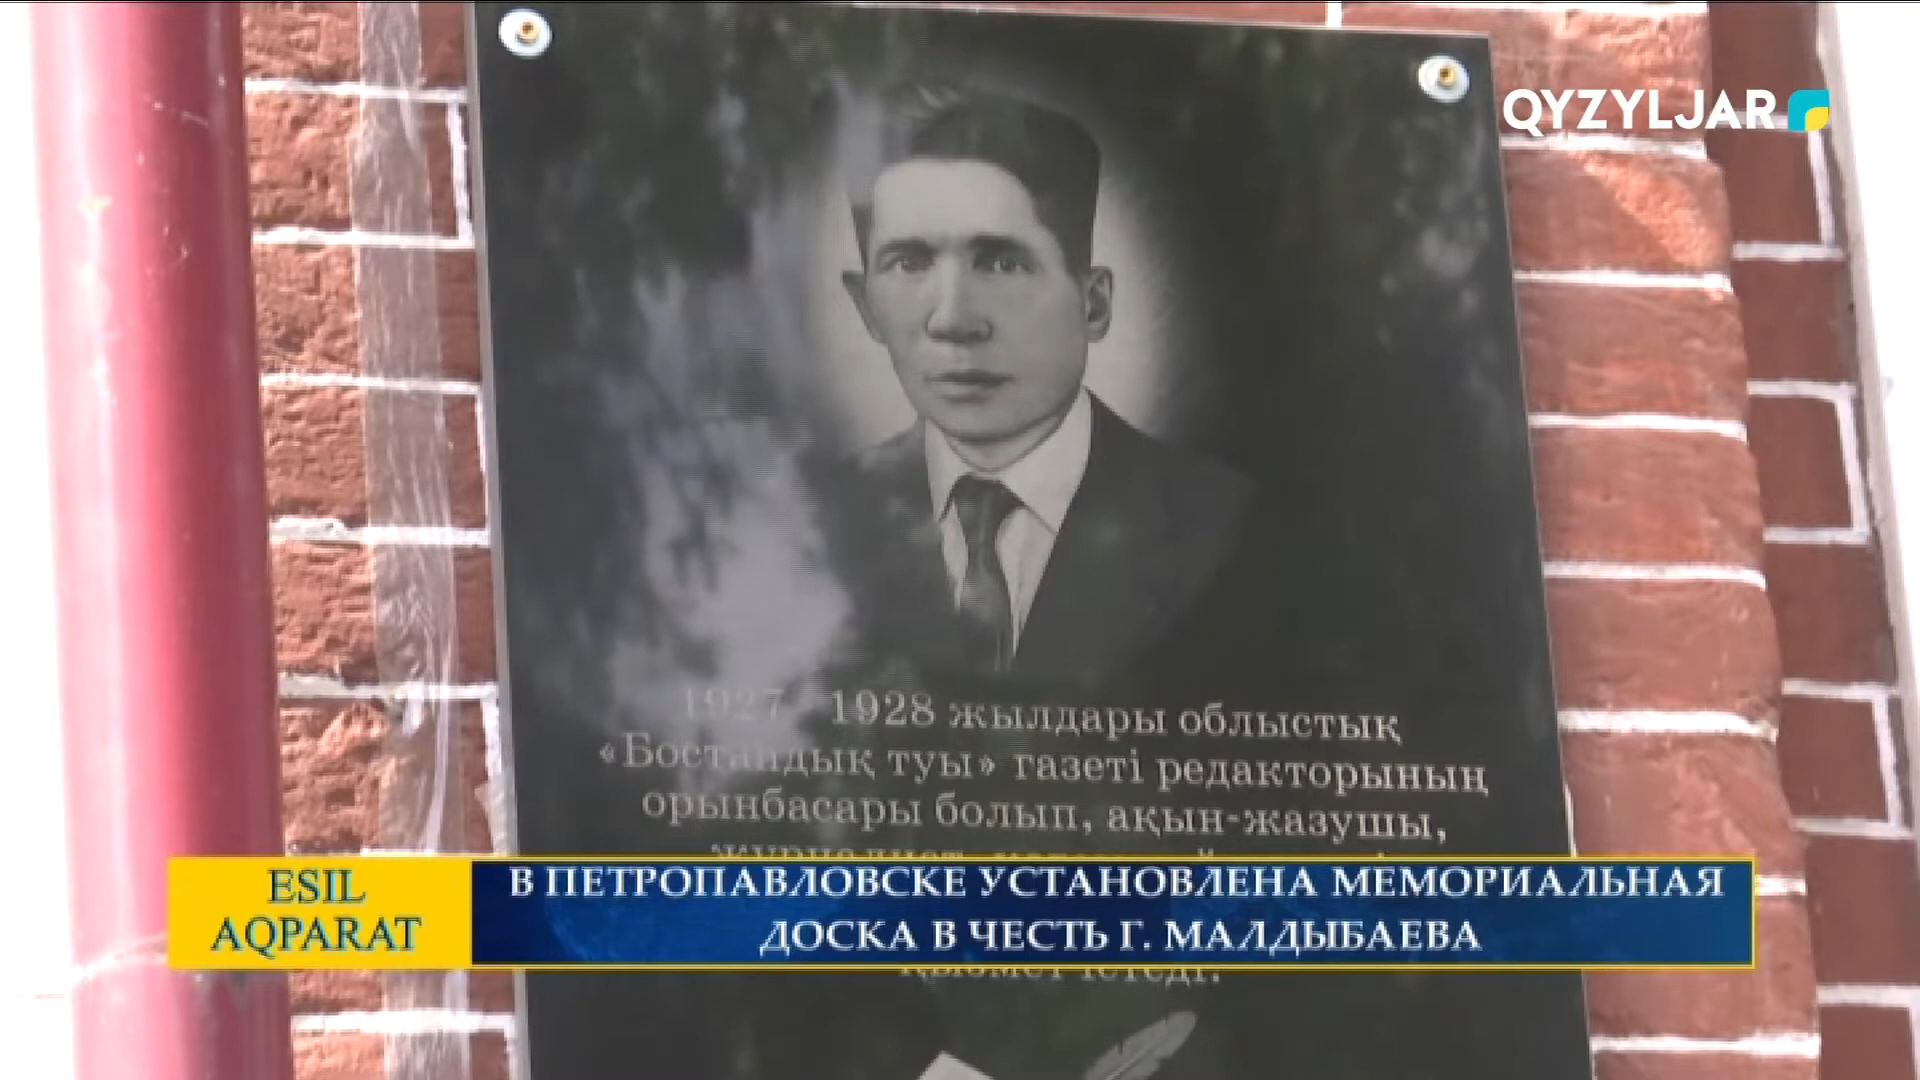 QYZYLJAR
1927 - 1928 жылдары облыстық
«Бостандық туы» газеті редакторының
орынбасары болып, ақын-жазушы,
ESIL
AQPARAT
В ПЕТРОПАВЛОВСКЕ УСТАНОВЛЕНА МЕМОРИАЛЬНАЯ
ДОСКА В ЧЕСТЬ Г. МАЛДЫБАЕВА